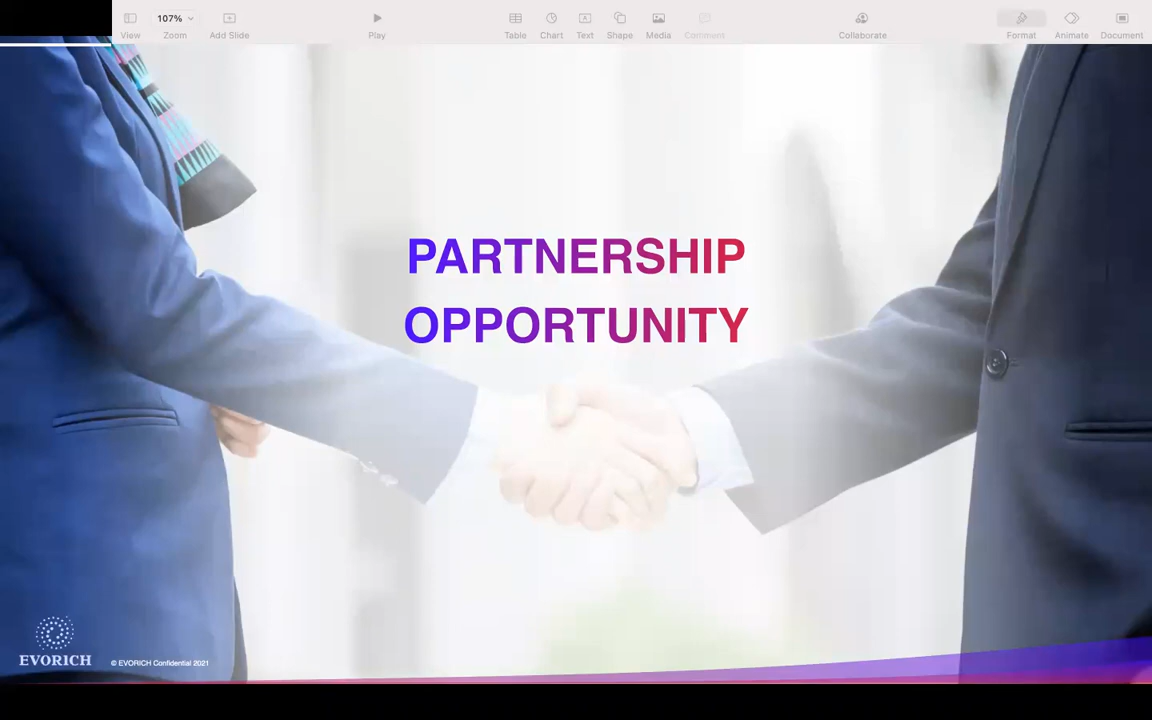 107%
View
Zoom
Add Slide
Play
Table
Chart
Text
Shape
Media
Comment
Collaborate
Format
Animate
Document
PARTNERSHIP
OPPORTUNITY
EVORICH
© EVORICH Confidential 2021